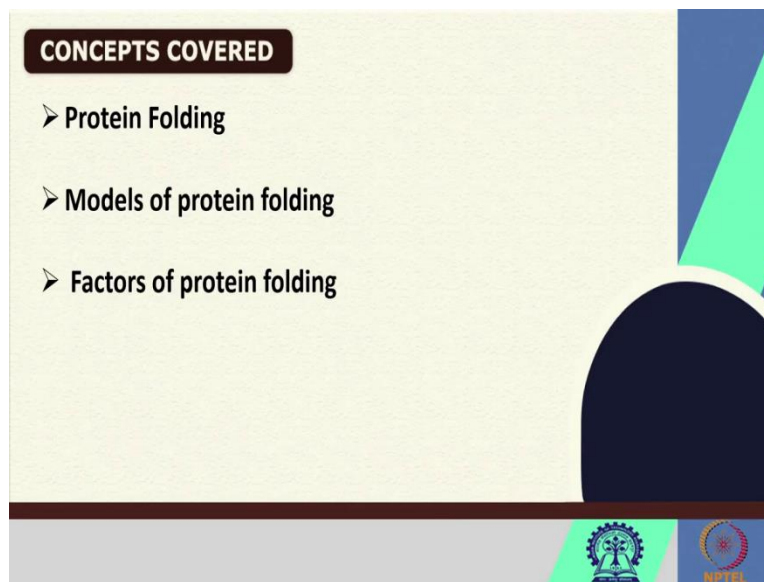 CONCEPTS COVERED
➢ Protein Folding
➢ Models of protein folding
➢ Factors of protein folding
NPTEL